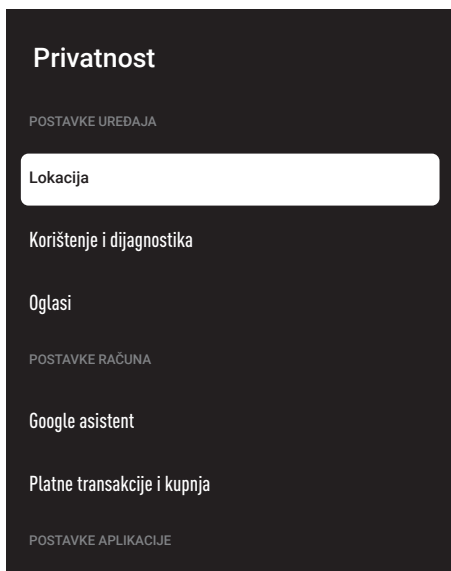 Privatnost
POSTAVKE UREĐAJA
Lokacija
Korištenje i dijagnostika
Oglasi
POSTAVKE RAČUNA
Google asistent
Platne transakcije i kupnja
POSTAVKE APLIKACIJE